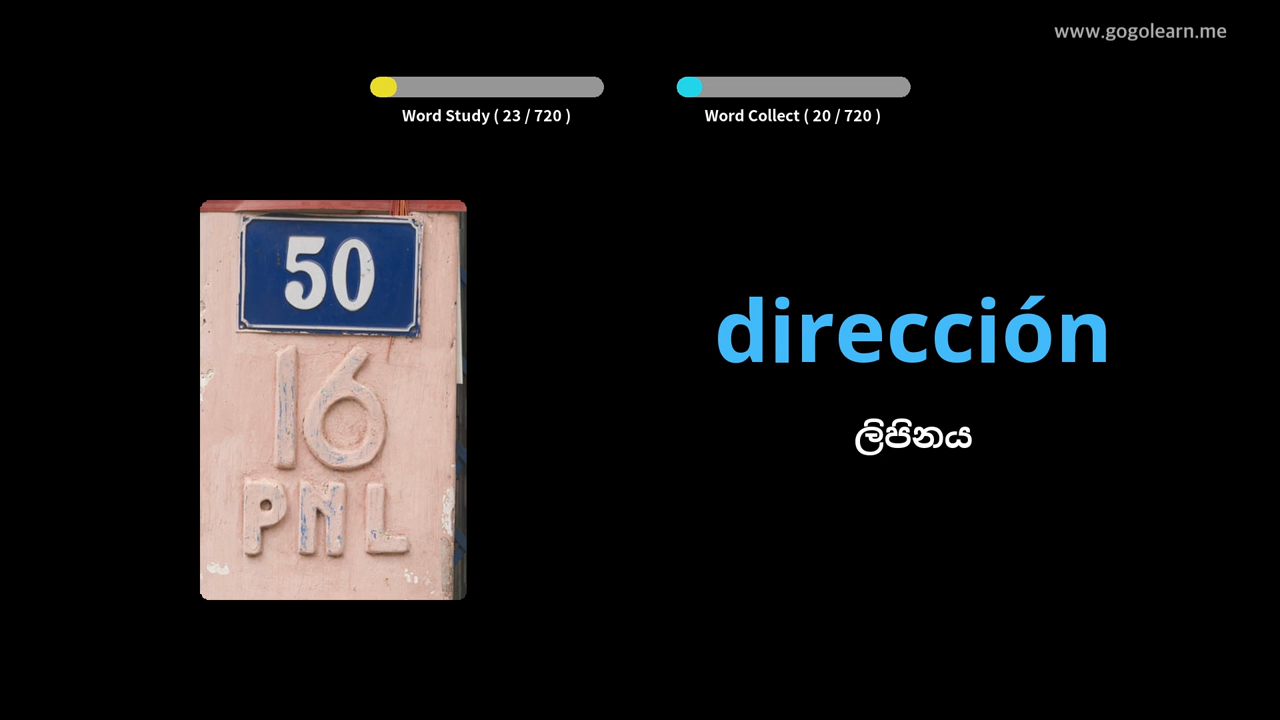 www.gogolearn.me
Word Study ( 23 / 720 )
Word Collect ( 20 / 720 )
50
16
PML
dirección
ලිපිනය